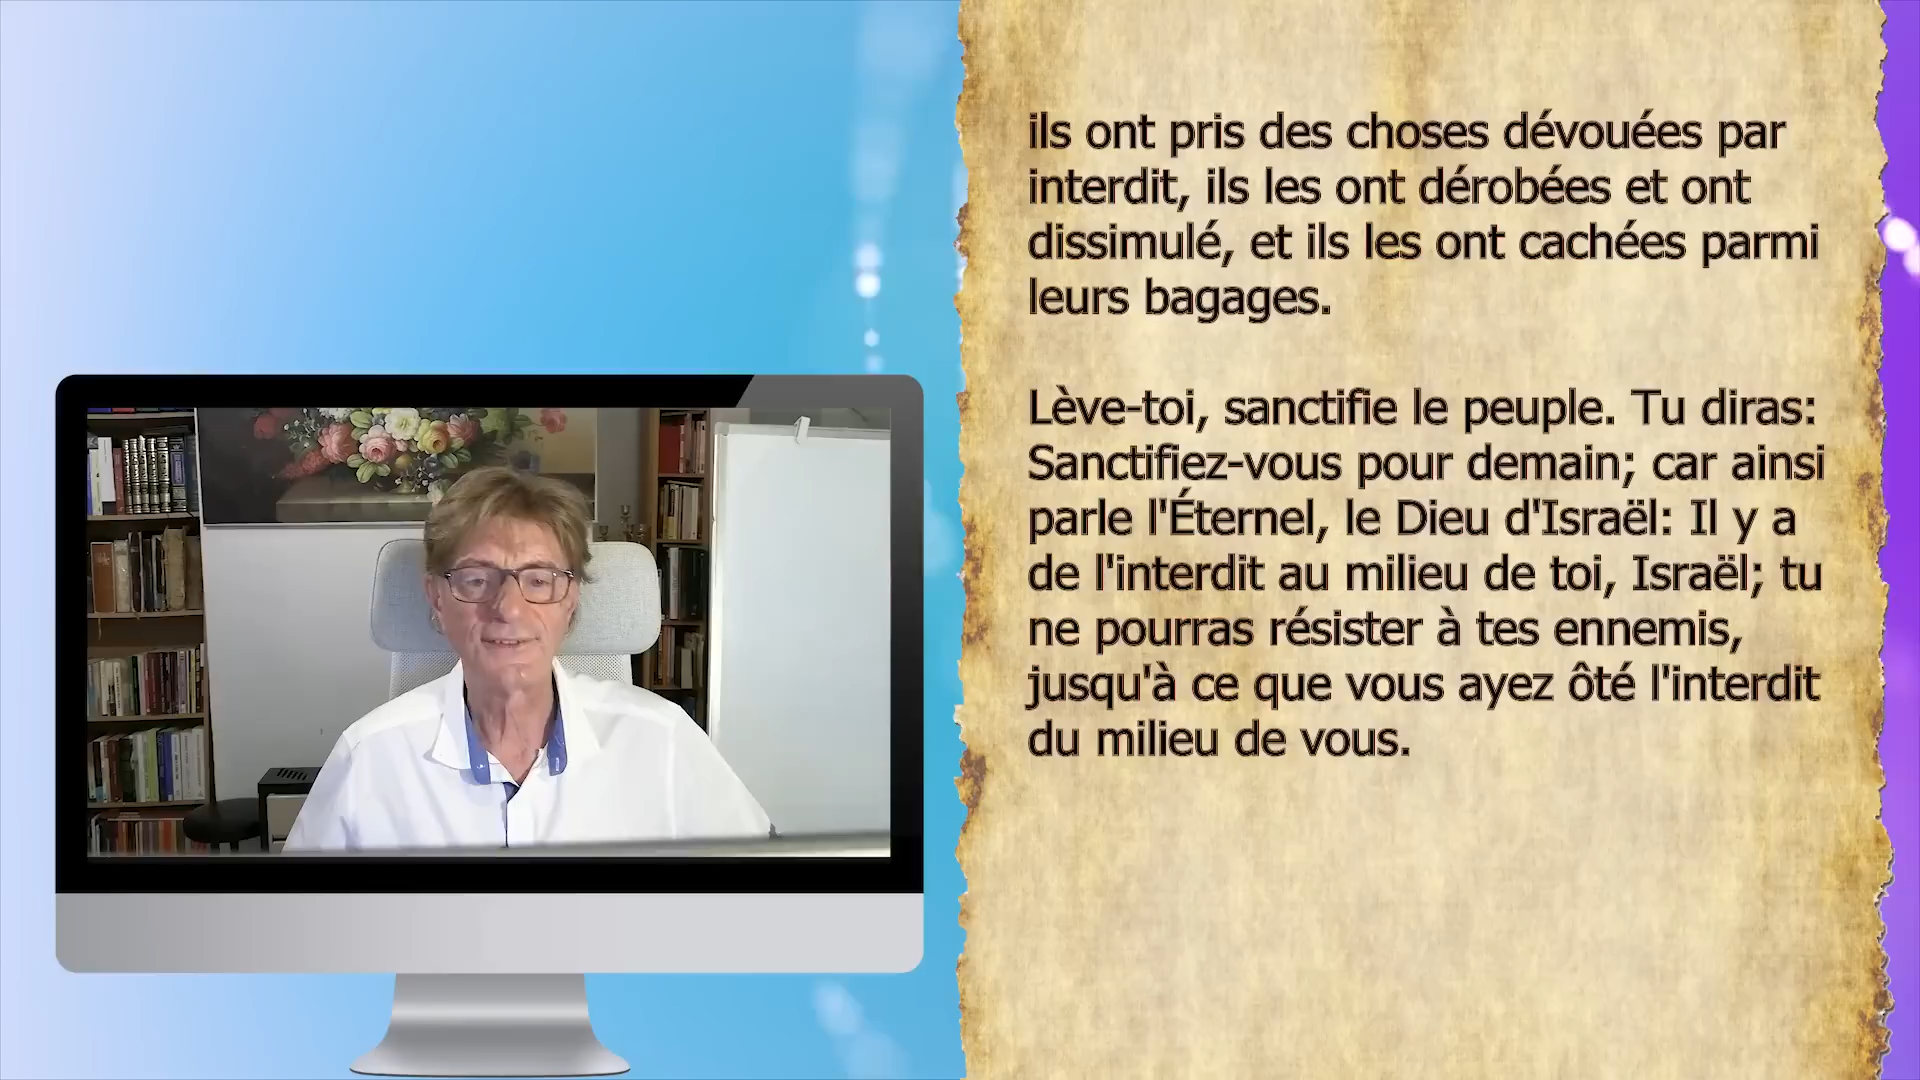 ils ont pris des choses dévouées par
interdit, ils les ont dérobées et ont
dissimulé, et ils les ont cachées parmi
leurs bagages.
Lève-toi, sanctifie le peuple. Tu diras:
Sanctifiez-vous pour demain; car ainsi
parle l'Éternel, le Dieu d'Israël: Il y a
de l'interdit au milieu de toi, Israël; tu
ne pourras résister à tes ennemis,
jusqu'à ce que vous ayez ôté l'interdit
du milieu de vous.